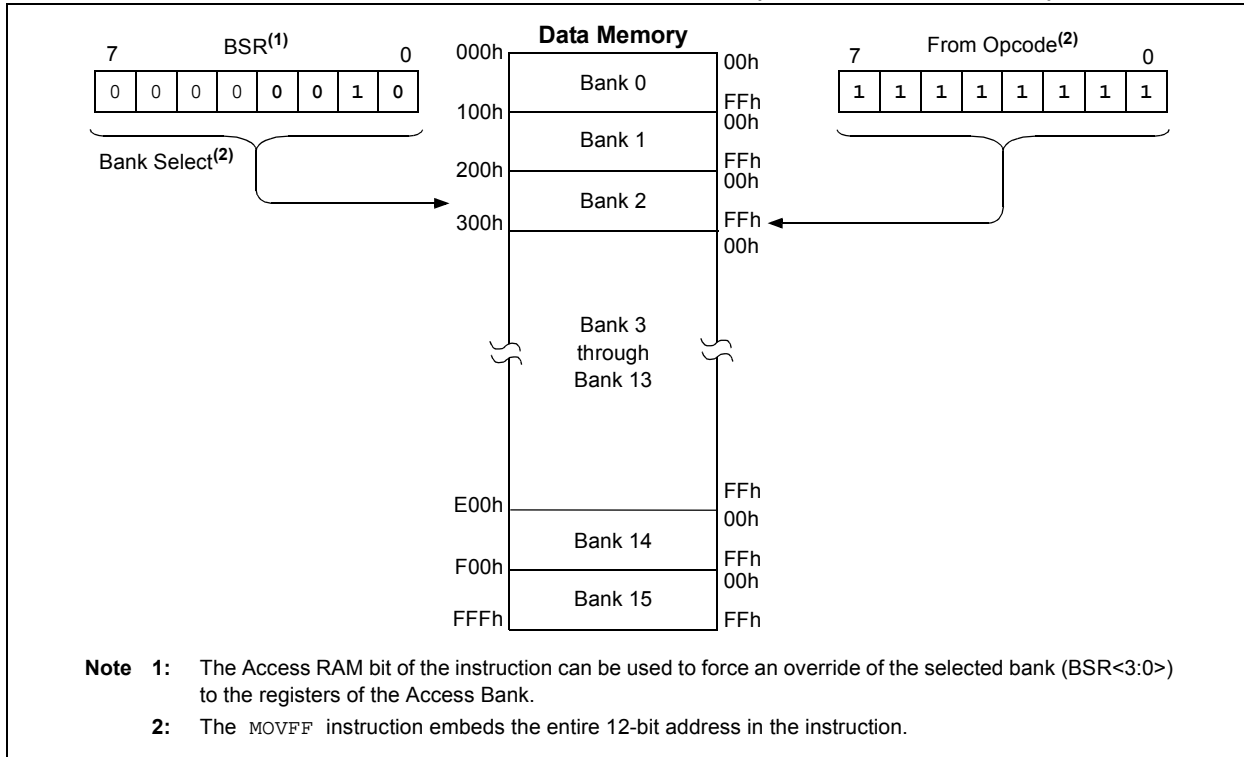 Data Memory
BSR(1)
7 0
0 0 0 0 0 0 1 0
Bank Select(2)
From Opcode(2)
7 0
1 1 1 1 1 1 1 1
000h
Bank 0
00h
FFh
100h
Bank 1
00h
FFh
200h
Bank 2
00h
FFh
300h
Bank 3
through
Bank 13
00h
FFh
E00h
Bank 14
00h
FFh
F00h
Bank 15
00h
FFh
FFFh
Note 1: The Access RAM bit of the instruction can be used to force an override of the selected bank (BSR<3:0>)
to the registers of the Access Bank.
2: The MOVFF instruction embeds the entire 12-bit address in the instruction.